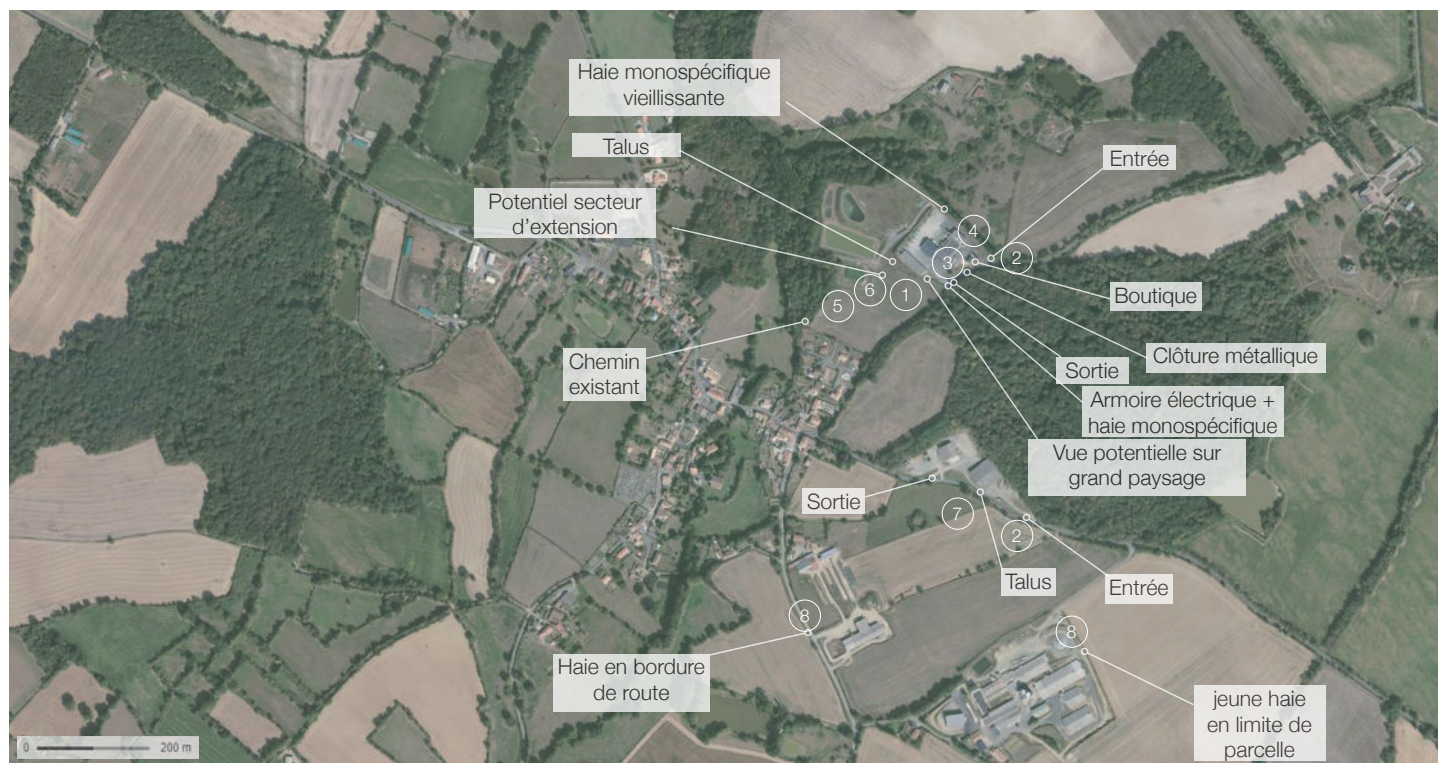 Haie monospécifique
vieillissante
Talus
Entrée
Potentiel secteur
d'extension
4
2
3
6
1
5
Boutique
Clôture métallique
Sortie
Chemin
existant
Armoire électrique +
haie monospécifique
Vue potentielle sur
grand paysage
Sortie
7
2
Talus
Entrée
8
8
Haie en bordure
de route
jeune haie
en limite de
parcelle
0 200 m